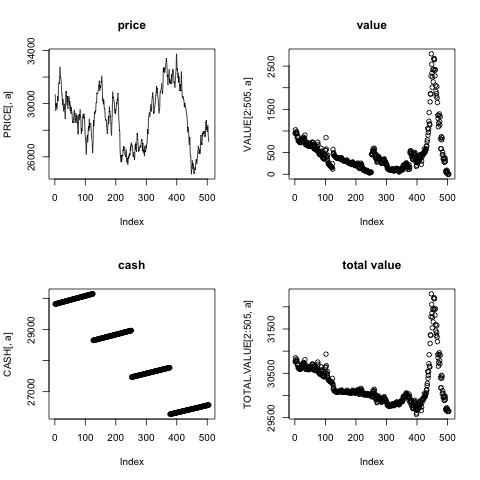 price
PRICE[, a]
26000 30000 34000
0 100 200 300 400 500
Index
value
VALUE[2:505, a]
0 500 1500 2500
0 100 200 300 400 500
Index
cash
CASH[, a]
27000 29000
0 100 200 300 400 500
Index
total value
TOTAL.VALUE[2:505, a]
29500 30500 31500
0 100 200 300 400 500
Index